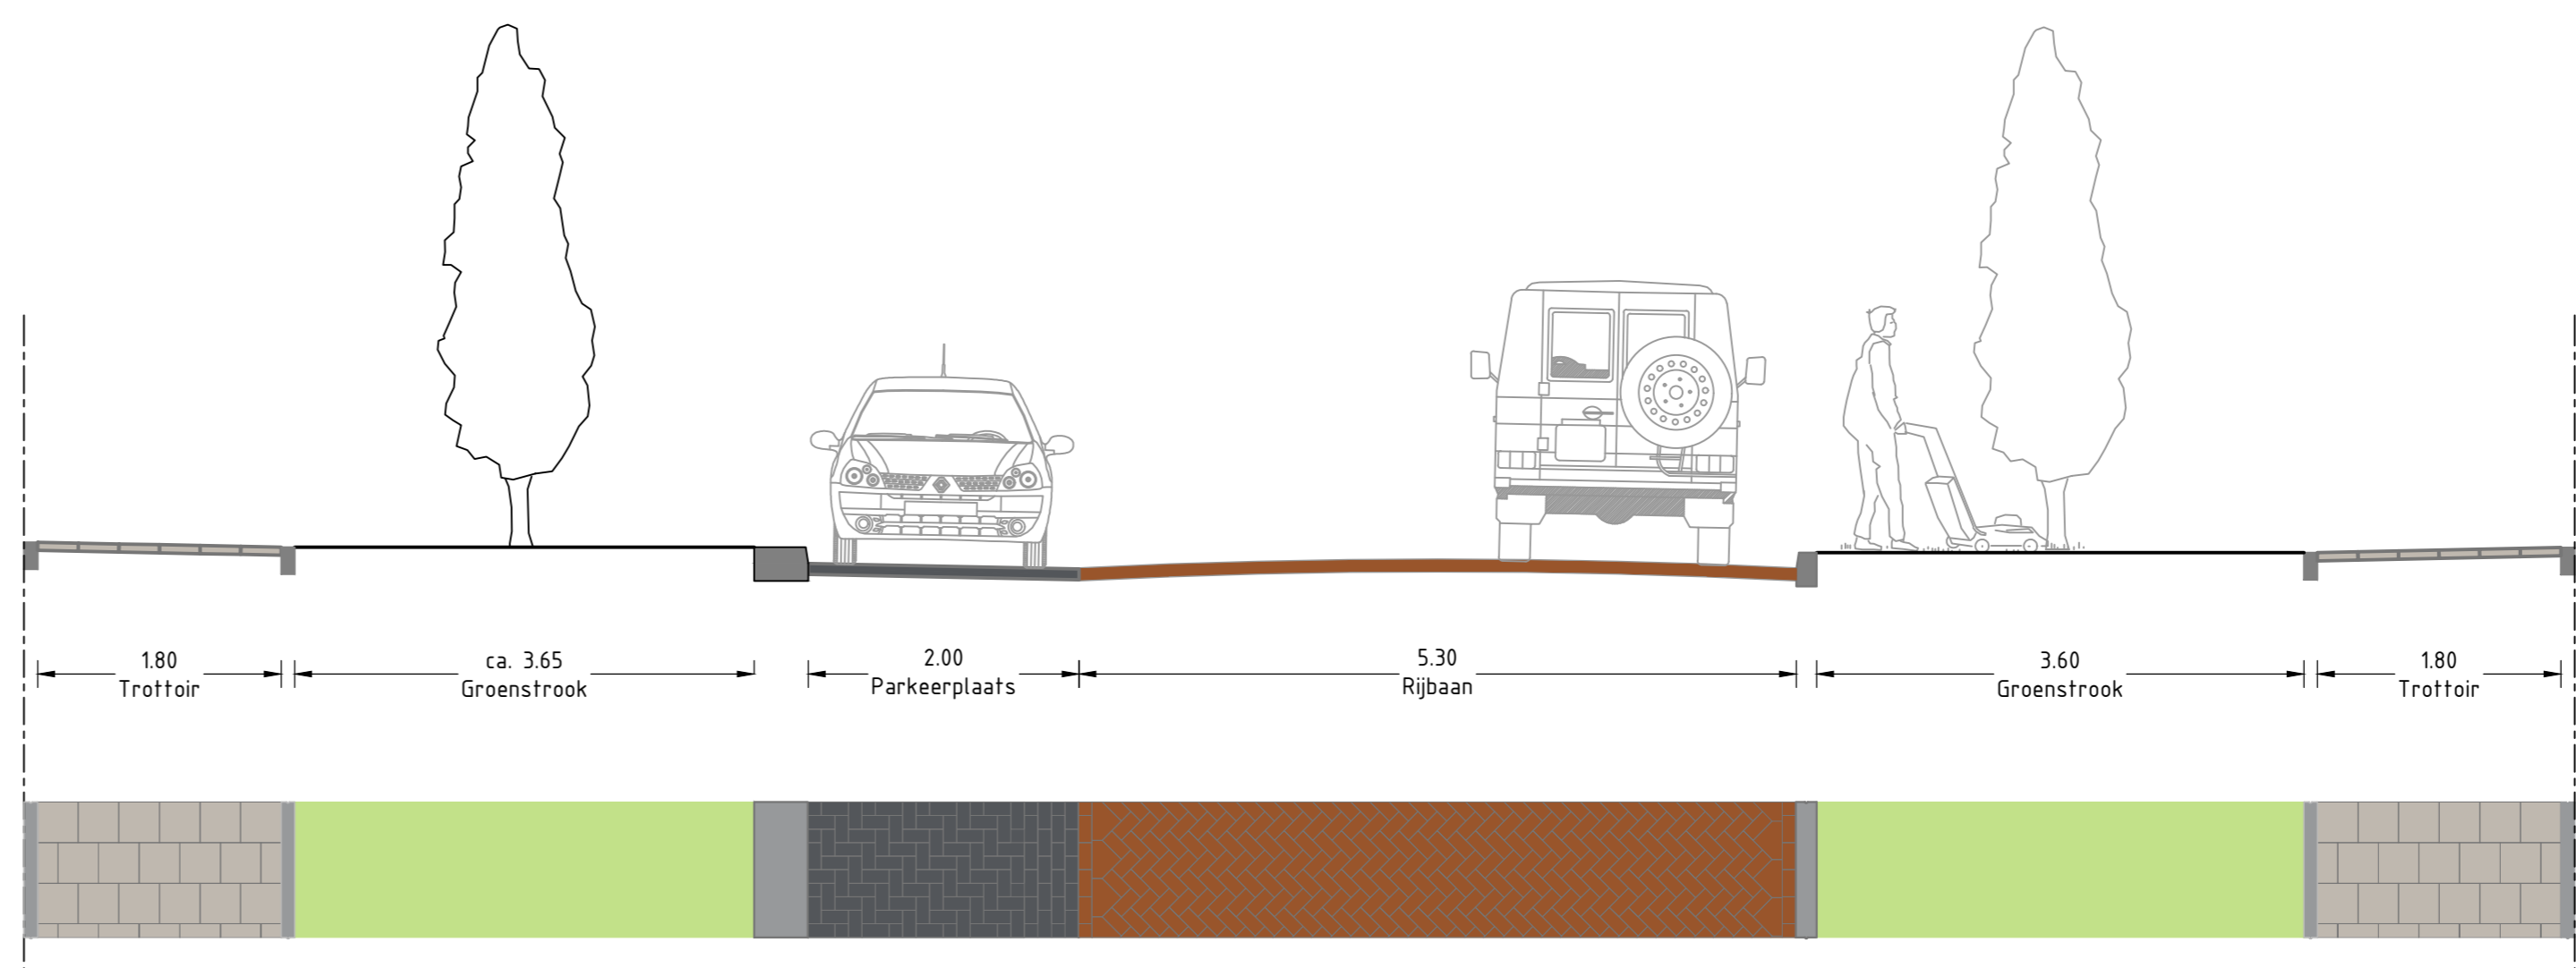 1.80
Trottoir
ca. 3.65
Groenstrook
2.00
Parkeerplaats
5.30
Rijbaan
3.60
Groenstrook
1.80
Trottoir